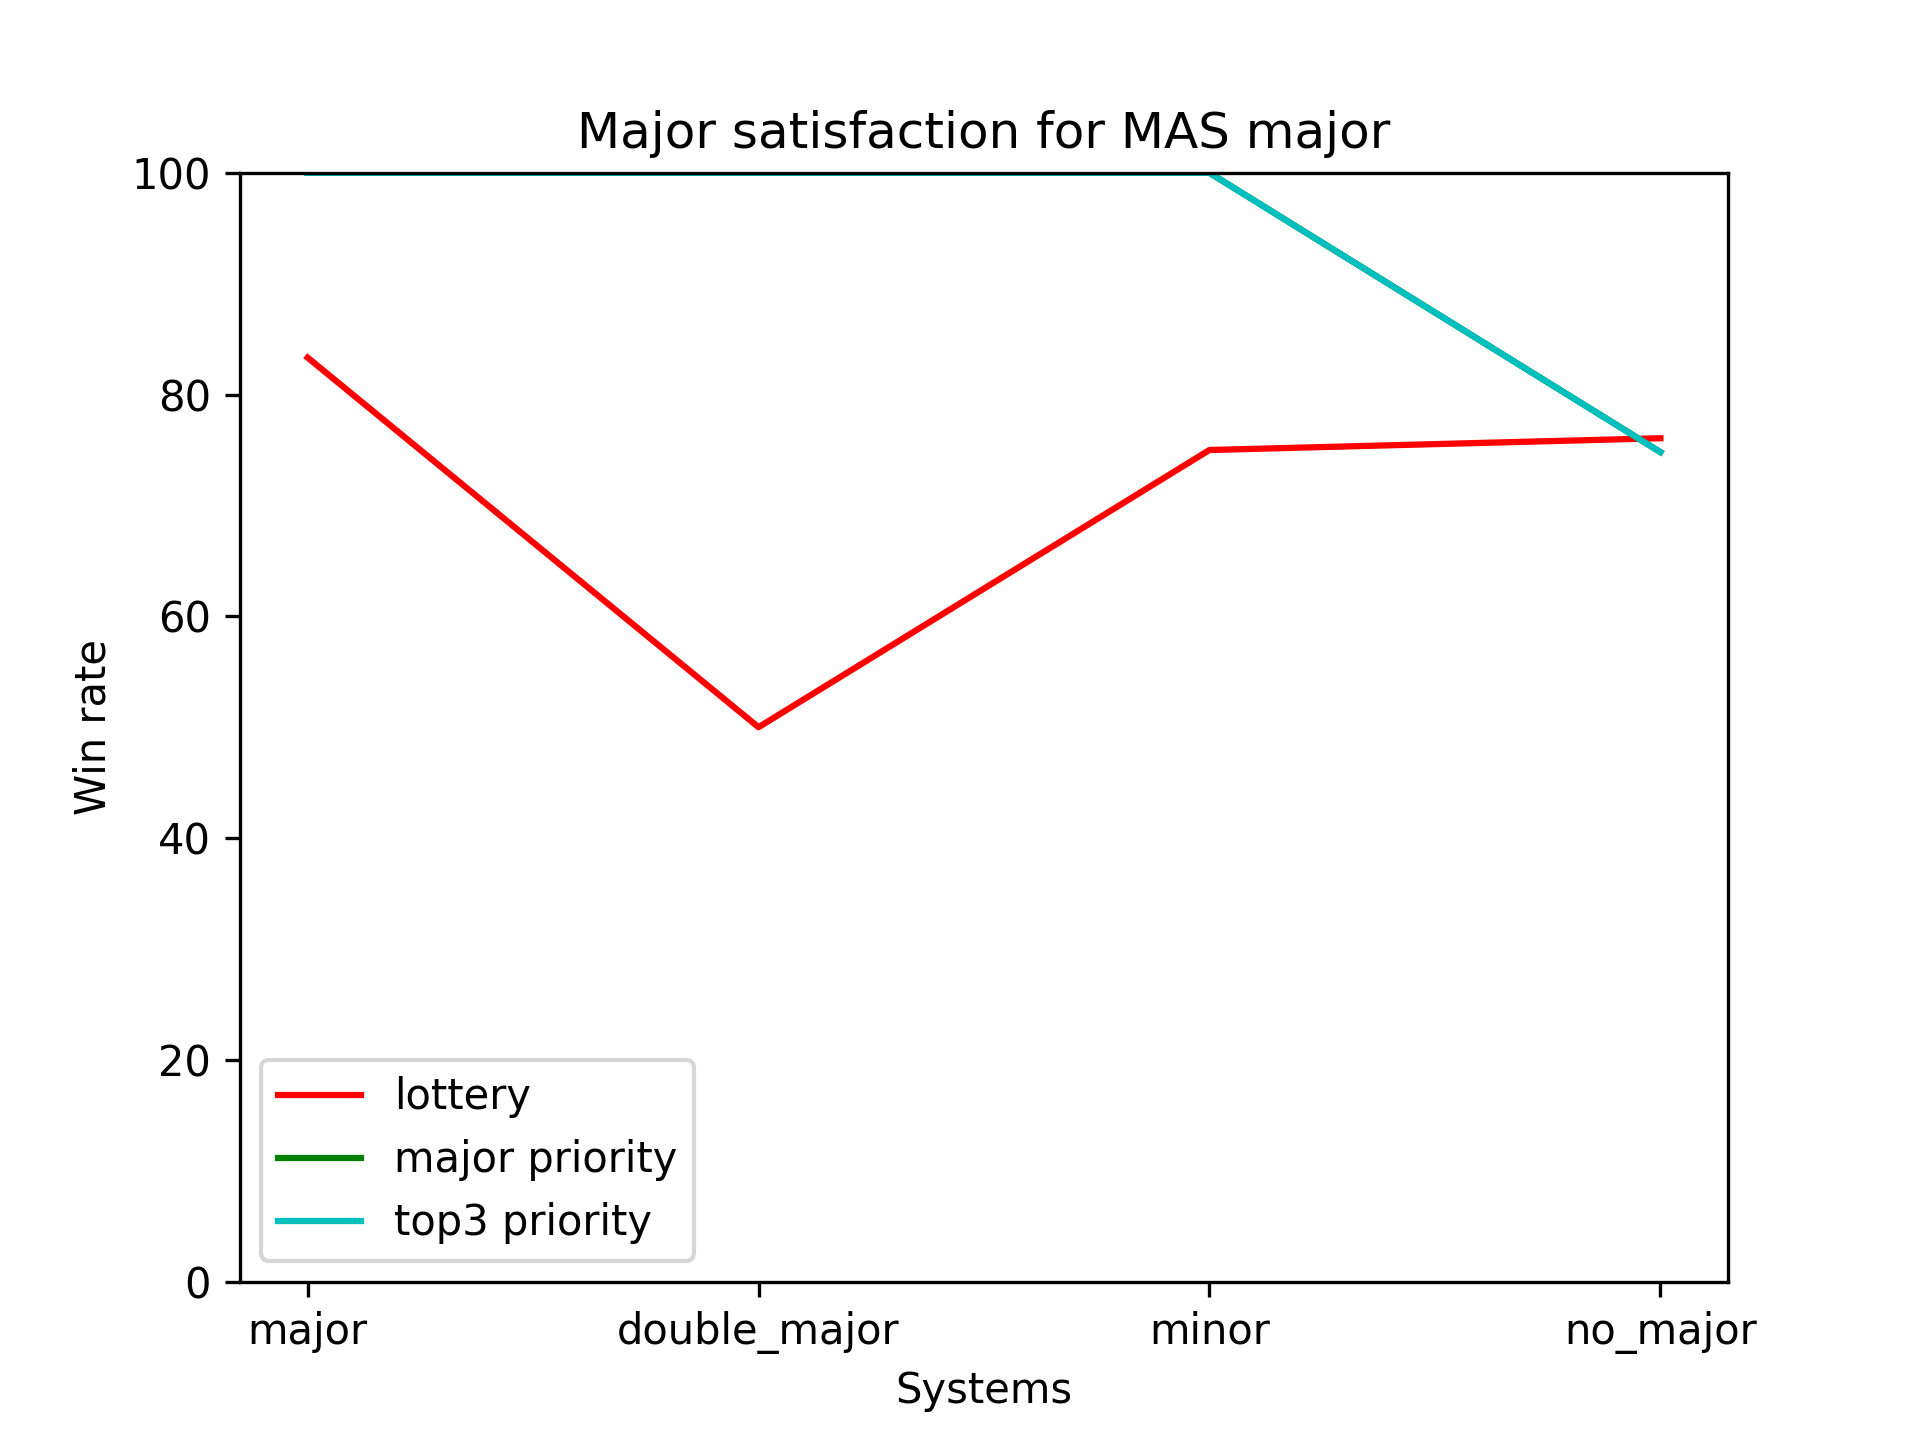 Major satisfaction for MAS major
100
80
60
40
20
0
Win rate
lottery
major priority
top3 priority
major double_major minor no_major
Systems